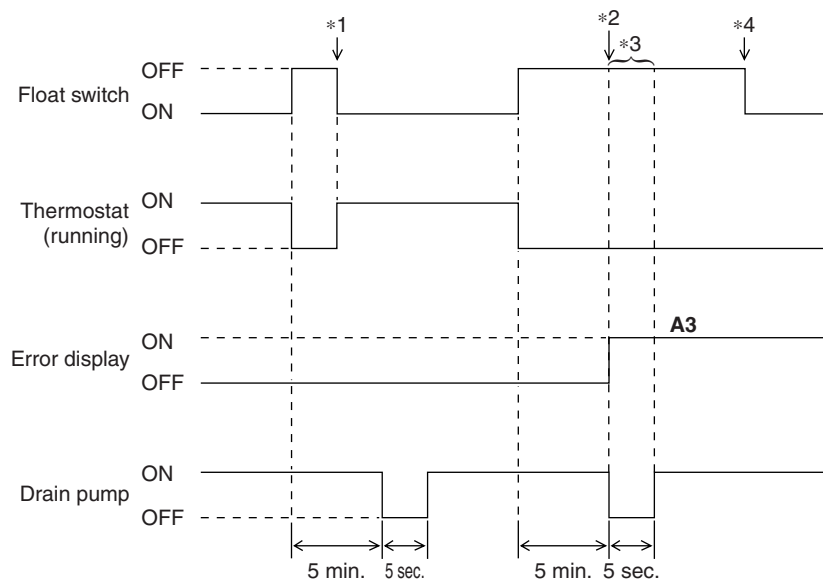 *1
*2
*3
*4
Float switch
OFF
ON
Thermostat
(running)
ON
OFF
Error display
ON
OFF
A3
Drain pump
ON
OFF
5 min.
5 sec.
5 min.
5 sec.